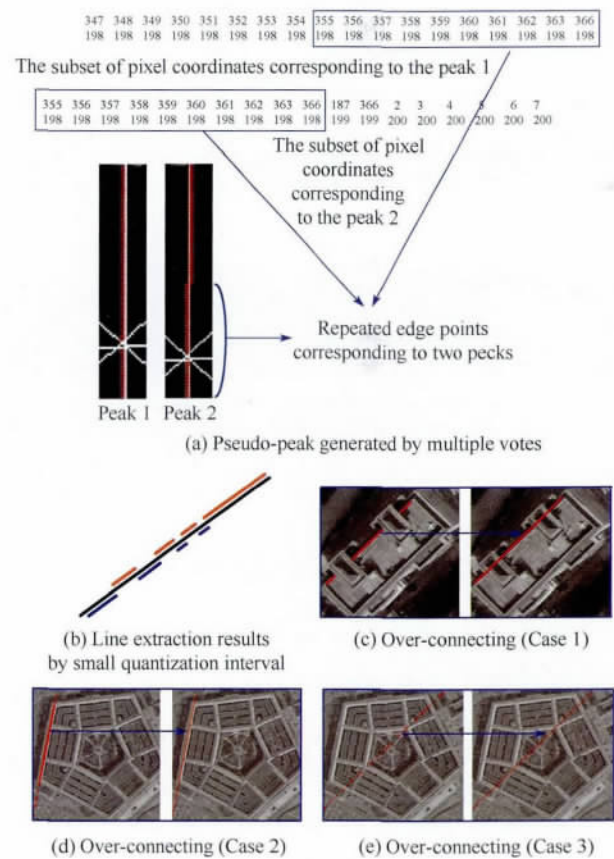 347 348 349 350 351 352 353 354 355 356 357 358 359 360 361 362 363 366
198 198 198 198 198 198 198 198 198 198 198 198 198 198 198 198 198 198
The subset of pixel coordinates corresponding to the peak 1
355 356 357 358 359 360 361 362 363 366 187 366 2 3 4 5 6 7
198 198 198 198 198 198 198 198 198 198 199 199 200 200 200 200 200 200
The subset of pixel
coordinates
corresponding
to the peak 2
Repeated edge points
corresponding to two pecks
Peak 1 Peak 2
(a) Pseudo-peak generated by multiple votes
(b) Line extraction results
by small quantization interval
(c) Over-connecting (Case 1)
(d) Over-connecting (Case 2)
(e) Over-connecting (Case 3)